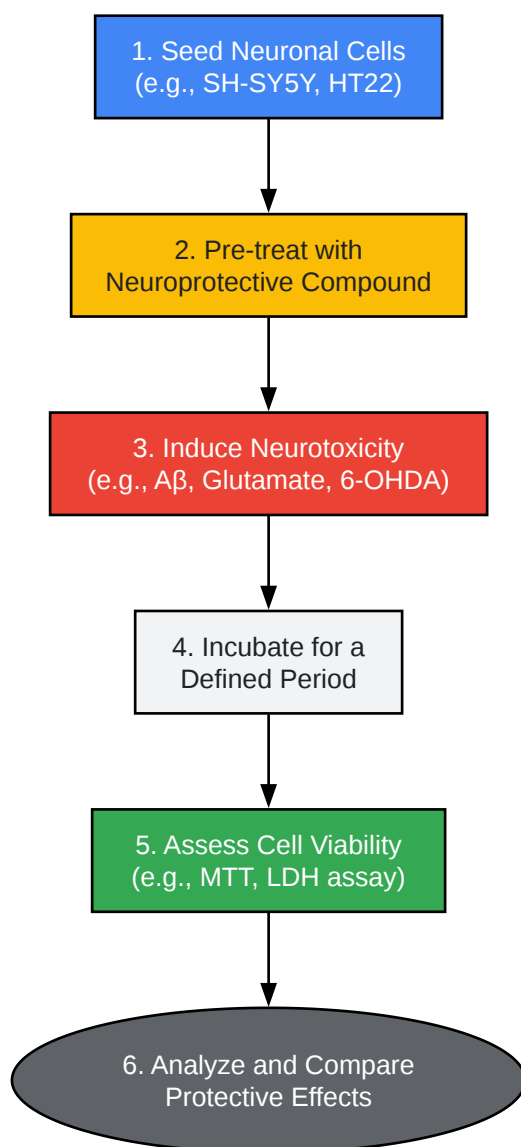 1. Seed Neuronal Cells
(e.g., SH-SY5Y, HT22)
2. Pre-treat with
Neuroprotective Compound
3. Induce Neurotoxicity
(e.g., Aβ, Glutamate, 6-OHDA)
4. Incubate for a
Defined Period
5. Assess Cell Viability
(e.g., MTT, LDH assay)
6. Analyze and Compare
Protective Effects